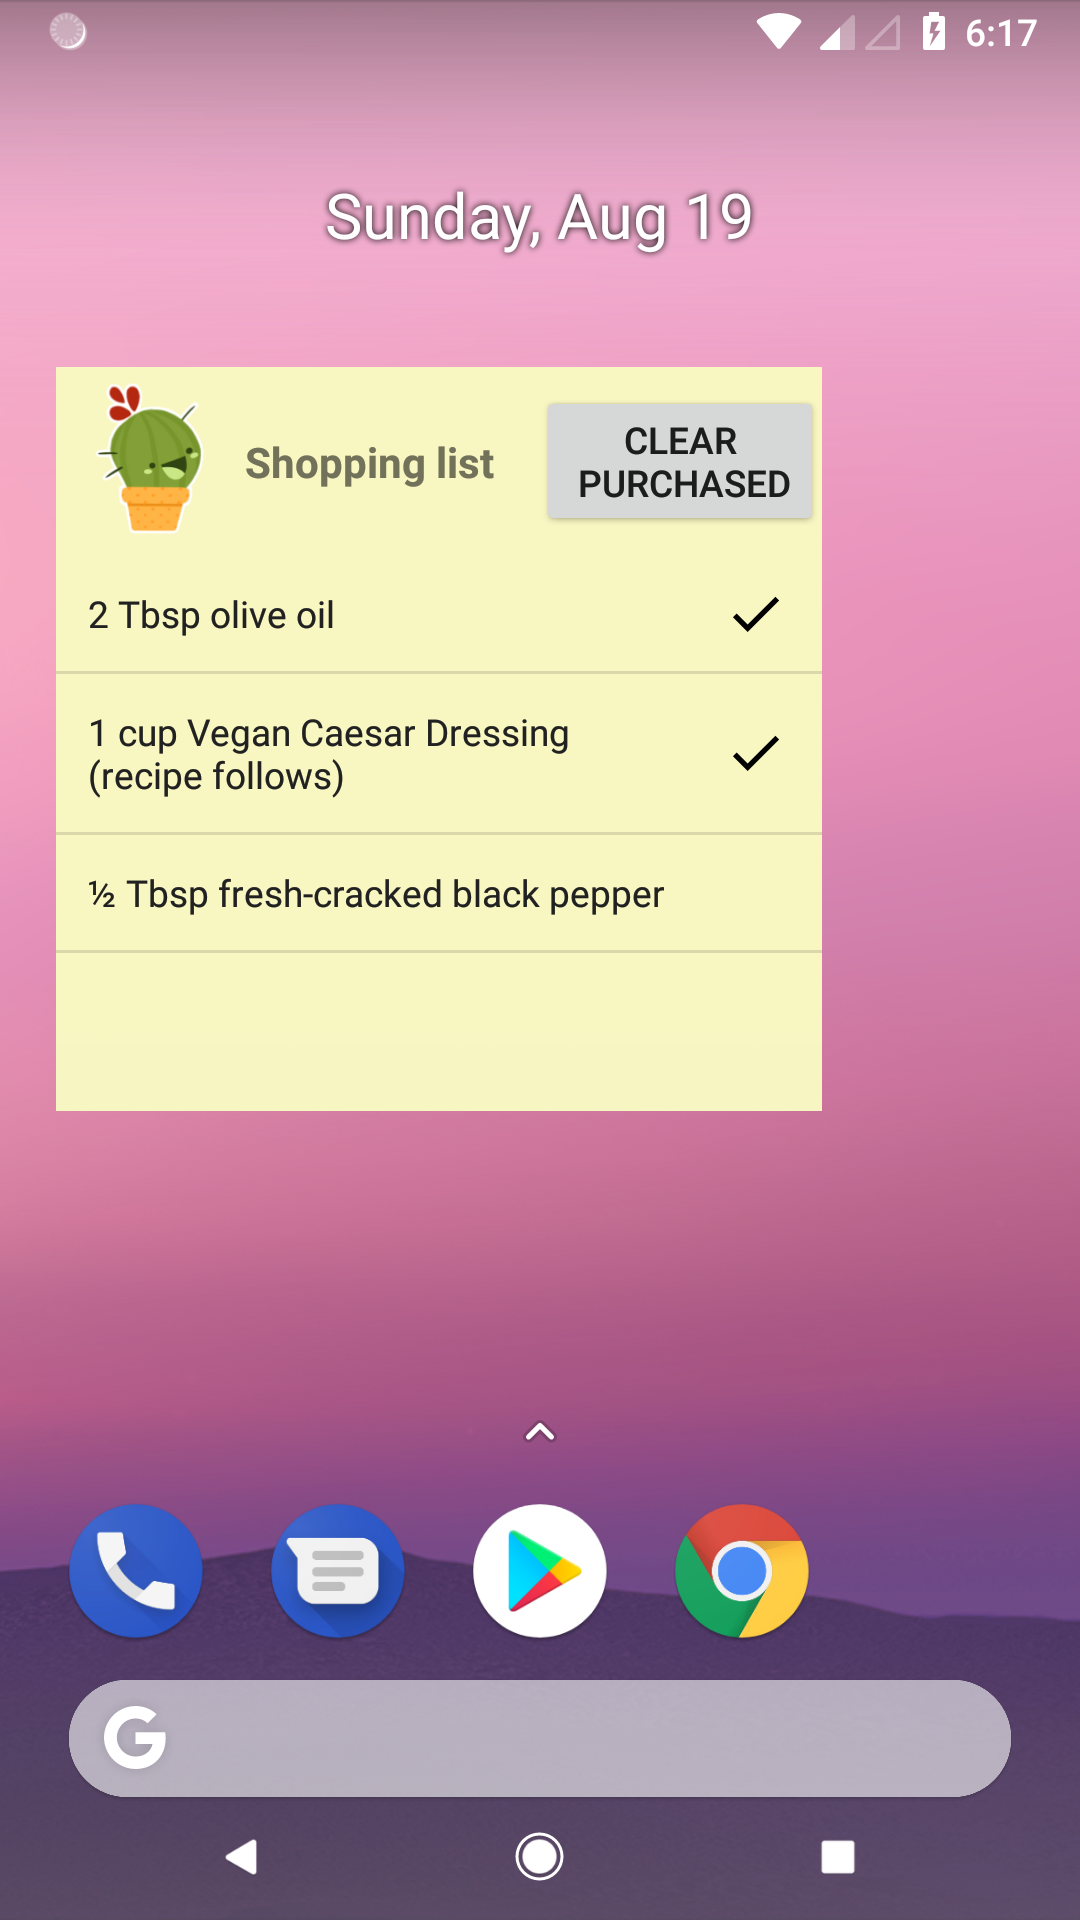 6:17
Sunday, Aug 19
Shopping list
CLEAR
PURCHASED
2 Tbsp olive oil
1 cup Vegan Caesar Dressing
(recipe follows)
½ Tbsp fresh-cracked black pepper
G